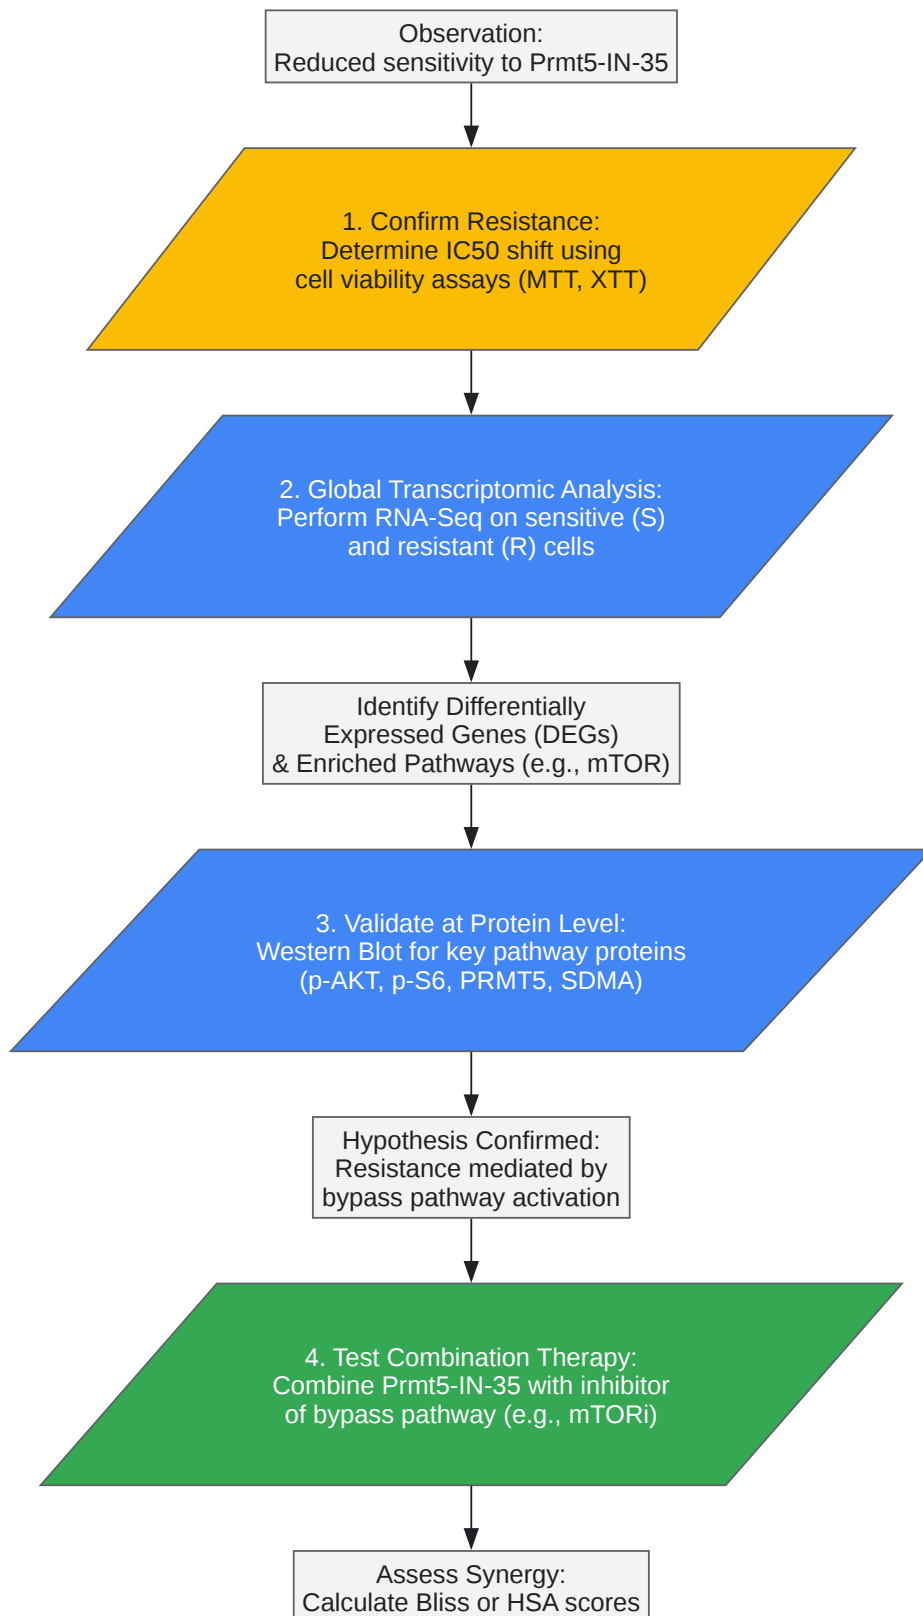 Observation:
Reduced sensitivity to Prmt5-IN-35
1. Confirm Resistance:
Determine IC50 shift using
cell viability assays (MTT, XTT)
2. Global Transcriptomic Analysis:
Perform RNA-Seq on sensitive (S)
and resistant (R) cells
Identify Differentially
Expressed Genes (DEGs)
& Enriched Pathways (e.g., mTOR)
3. Validate at Protein Level:
Western Blot for key pathway proteins
(p-AKT, p-S6, PRMT5, SDMA)
Hypothesis Confirmed:
Resistance mediated by
bypass pathway activation
4. Test Combination Therapy:
Combine Prmt5-IN-35 with inhibitor
of bypass pathway (e.g., mTORi)
Assess Synergy:
Calculate Bliss or HSA scores